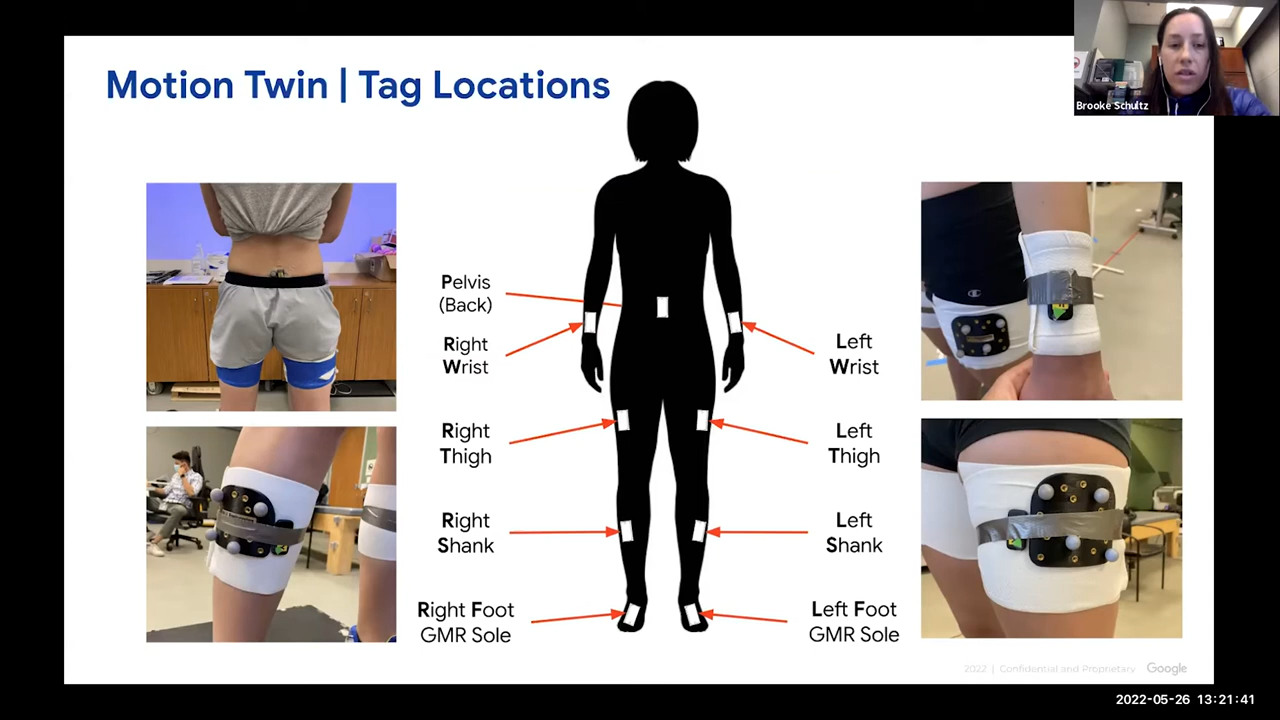 Motion Twin | Tag Locations
Brooke Schultz
Pelvis
(Back)
Right
Wrist
Left
Wrist
Right
Thigh
Left
Thigh
Right
Shank
Left
Shank
Right Foot
GMR Sole
Left Foot
GMR Sole
2022 | Confidential and Proprietary
Google
2022-05-26 13:21:41